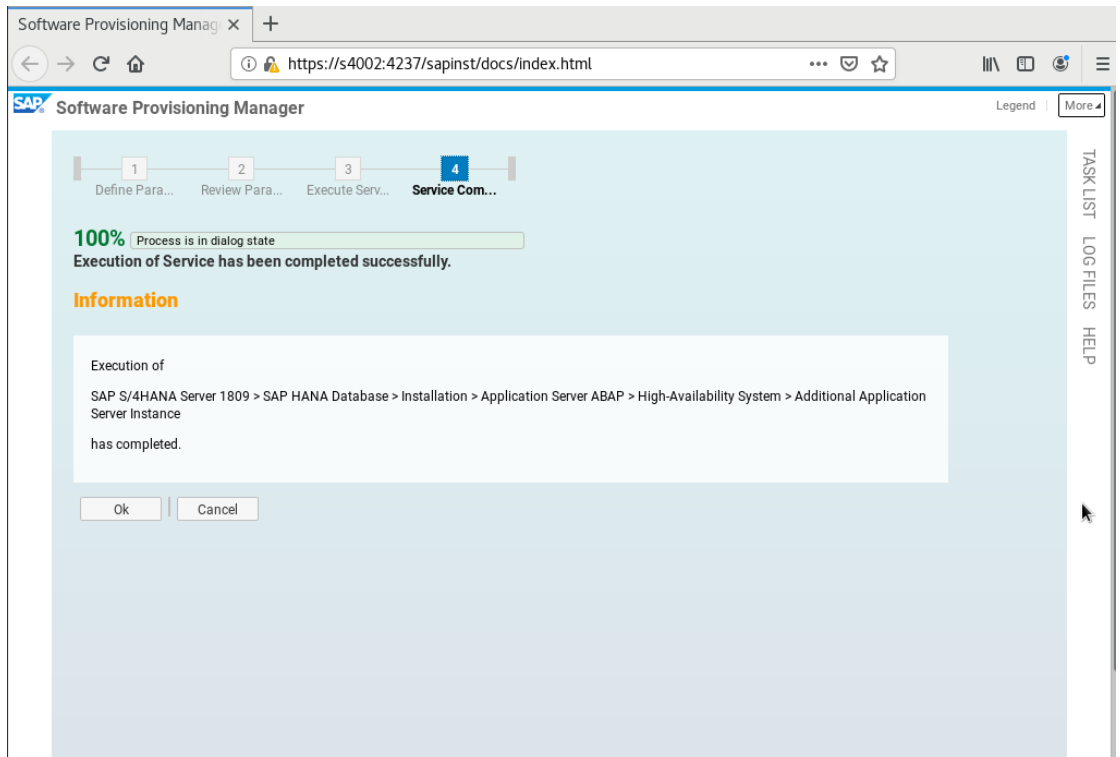 Software Provisioning Manag
https://s4002:4237/sapinst/docs/index.html
SAP
Software Provisioning Manager
Legend
More
1
2
3
4
Define Para...
Review Para...
Execute Serv...
Service Com...
TASK LIST
LOG FILES
HELP
100%
Process is in dialog state
Execution of Service has been completed successfully.
Information
Execution of
SAP S/4HANA Server 1809 > SAP HANA Database > Installation > Application Server ABAP > High-Availability System > Additional Application
Server Instance
has completed.
Ok
Cancel